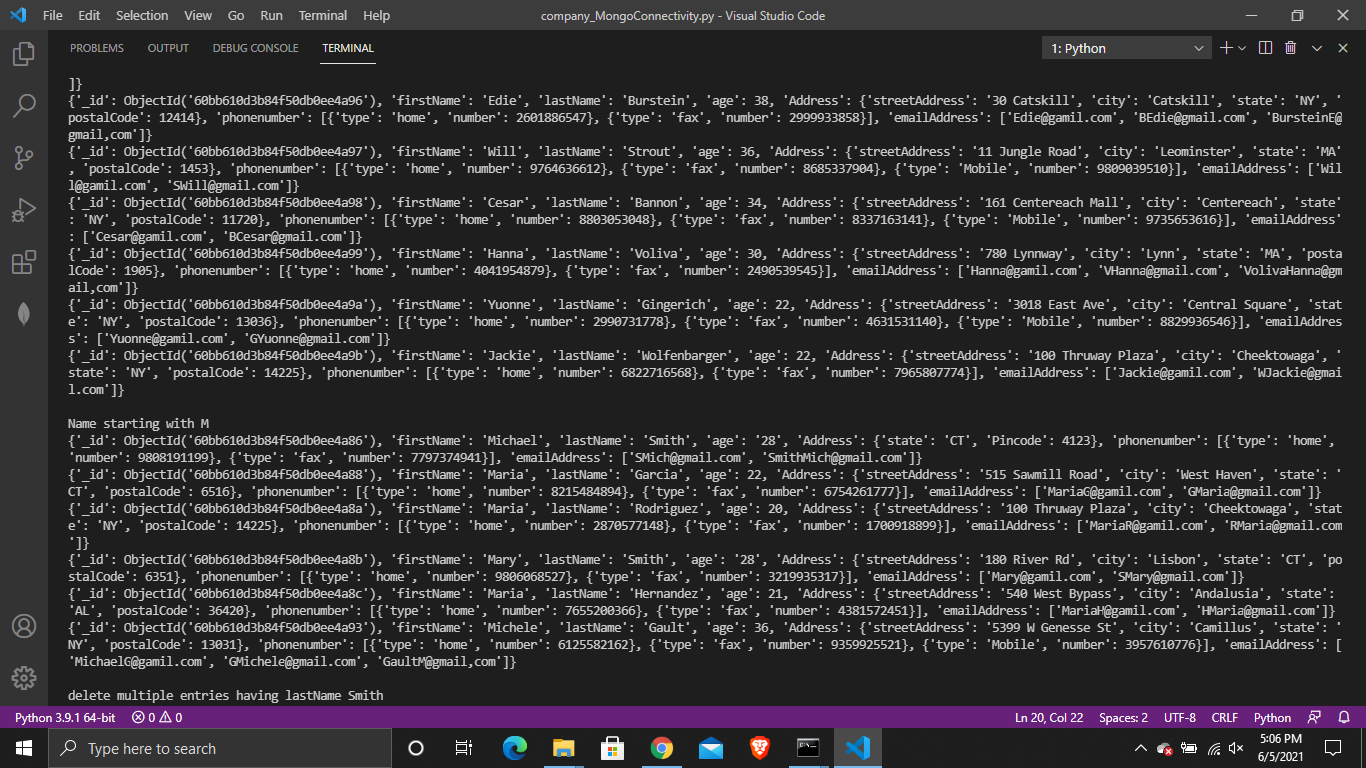 File Edit Selection View Go Run Terminal Help company_MongoConnectivity.py - Visual Studio Code
PROBLEMS OUTPUT DEBUG CONSOLE TERMINAL 1: Python
]}
{'_id': ObjectId('60bb610d3b84f50db0ee4a96'), 'firstName': 'Edie', 'lastName': 'Burstein', 'age': 38, 'Address': {'streetAddress': '30 Catskill', 'city': 'Catskill', 'state': 'NY', '
postalCode': 12414}, 'phonenumber': [{'type': 'home', 'number': 2601886547}, {'type': 'fax', 'number': 2999933858}], 'emailAddress': ['Edie@gamil.com', 'BEdie@gmail.com', 'BursteinE@
gmail,com']}
{'_id': ObjectId('60bb610d3b84f50db0ee4a97'), 'firstName': 'Will', 'lastName': 'Strout', 'age': 36, 'Address': {'streetAddress': '11 Jungle Road', 'city': 'Leominster', 'state': 'MA'
, 'postalCode': 1453}, 'phonenumber': [{'type': 'home', 'number': 9764636612}, {'type': 'fax', 'number': 8685337904}, {'type': 'Mobile', 'number': 9809039510}], 'emailAddress': ['Wil
l@gamil.com', 'SWill@gmail.com']}
{'_id': ObjectId('60bb610d3b84f50db0ee4a98'), 'firstName': 'Cesar', 'lastName': 'Bannon', 'age': 34, 'Address': {'streetAddress': '161 Centereach Mall', 'city': 'Centereach', 'state'
: 'NY', 'postalCode': 11720}, 'phonenumber': [{'type': 'home', 'number': 8803053048}, {'type': 'fax', 'number': 8337163141}, {'type': 'Mobile', 'number': 9735653616}], 'emailAddress'
: ['Cesar@gamil.com', 'BCesar@gmail.com']}
{'_id': ObjectId('60bb610d3b84f50db0ee4a99'), 'firstName': 'Hanna', 'lastName': 'Voliva', 'age': 30, 'Address': {'streetAddress': '780 Lynnway', 'city': 'Lynn', 'state': 'MA', 'posta
lCode': 1905}, 'phonenumber': [{'type': 'home', 'number': 4041954879}, {'type': 'fax', 'number': 2490539545}], 'emailAddress': ['Hanna@gamil.com', 'VHanna@gmail.com', 'VolivaHanna@gm
ail,com']}
{'_id': ObjectId('60bb610d3b84f50db0ee4a9a'), 'firstName': 'Yuonne', 'lastName': 'Gingerich', 'age': 22, 'Address': {'streetAddress': '3018 East Ave', 'city': 'Central Square', 'stat
e': 'NY', 'postalCode': 13036}, 'phonenumber': [{'type': 'home', 'number': 2990731778}, {'type': 'fax', 'number': 4631531140}, {'type': 'Mobile', 'number': 8829936546}], 'emailAddres
s': ['Yuonne@gamil.com', 'GYuonne@gmail.com']}
{'_id': ObjectId('60bb610d3b84f50db0ee4a9b'), 'firstName': 'Jackie', 'lastName': 'Wolfenbarger', 'age': 22, 'Address': {'streetAddress': '100 Thruway Plaza', 'city': 'Cheektowaga', '
state': 'NY', 'postalCode': 14225}, 'phonenumber': [{'type': 'home', 'number': 6822716568}, {'type': 'fax', 'number': 7965807774}], 'emailAddress': ['Jackie@gamil.com', 'WJackie@gmai
l.com']}
Name starting with M
{'_id': ObjectId('60bb610d3b84f50db0ee4a86'), 'firstName': 'Michael', 'lastName': 'Smith', 'age': '28', 'Address': {'state': 'CT', 'Pincode': 4123}, 'phonenumber': [{'type': 'home',
'number': 9808191199}, {'type': 'fax', 'number': 7797374941}], 'emailAddress': ['SMich@gmail.com', 'SmithMich@gmail.com']}
{'_id': ObjectId('60bb610d3b84f50db0ee4a88'), 'firstName': 'Maria', 'lastName': 'Garcia', 'age': 22, 'Address': {'streetAddress': '515 Sawmill Road', 'city': 'West Haven', 'state': '
CT', 'postalCode': 6516}, 'phonenumber': [{'type': 'home', 'number': 8215484894}, {'type': 'fax', 'number': 6754261777}], 'emailAddress': ['MariaG@gamil.com', 'GMaria@gmail.com']}
{'_id': ObjectId('60bb610d3b84f50db0ee4a8a'), 'firstName': 'Maria', 'lastName': 'Rodriguez', 'age': 20, 'Address': {'streetAddress': '100 Thruway Plaza', 'city': 'Cheektowaga', 'stat
e': 'NY', 'postalCode': 14225}, 'phonenumber': [{'type': 'home', 'number': 2870577148}, {'type': 'fax', 'number': 1700918899}], 'emailAddress': ['MariaR@gamil.com', 'RMaria@gmail.com
']}
{'_id': ObjectId('60bb610d3b84f50db0ee4a8b'), 'firstName': 'Mary', 'lastName': 'Smith', 'age': '28', 'Address': {'streetAddress': '180 River Rd', 'city': 'Lisbon', 'state': 'CT', 'po
stalCode': 6351}, 'phonenumber': [{'type': 'home', 'number': 9806068527}, {'type': 'fax', 'number': 3219935317}], 'emailAddress': ['Mary@gamil.com', 'SMary@gmail.com']}
{'_id': ObjectId('60bb610d3b84f50db0ee4a8c'), 'firstName': 'Maria', 'lastName': 'Hernandez', 'age': 21, 'Address': {'streetAddress': '540 West Bypass', 'city': 'Andalusia', 'state':
'AL', 'postalCode': 36420}, 'phonenumber': [{'type': 'home', 'number': 7655200366}, {'type': 'fax', 'number': 4381572451}], 'emailAddress': ['MariaH@gamil.com', 'HMaria@gmail.com']}
{'_id': ObjectId('60bb610d3b84f50db0ee4a93'), 'firstName': 'Michele', 'lastName': 'Gault', 'age': 36, 'Address': {'streetAddress': '5399 W Genesse St', 'city': 'Camillus', 'state': '
NY', 'postalCode': 13031}, 'phonenumber': [{'type': 'home', 'number': 6125582162}, {'type': 'fax', 'number': 9359925521}, {'type': 'Mobile', 'number': 3957610776}], 'emailAddress': [
'MichaelG@gamil.com', 'GMichele@gmail.com', 'GaultM@gmail,com']}
delete multiple entries having lastName Smith
Python 3.9.1 64-bit 0 0 Ln 20, Col 22 Spaces: 2 UTF-8 CRLF Python
Type here to search 5:06 PM
6/5/2021